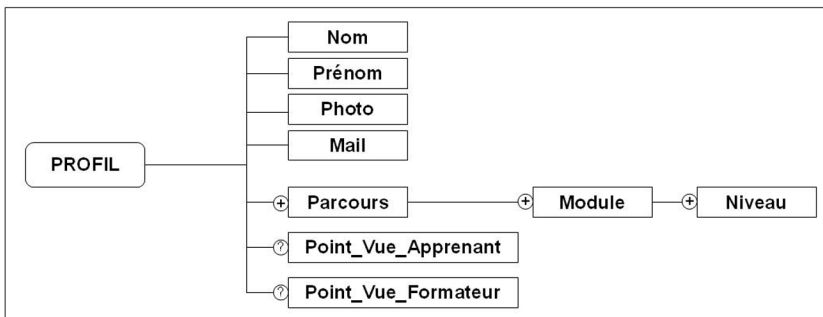 Nom
Prénom
Photo
Mail
PROFIL
+ Parcours + Module + Niveau
? Point_Vue_Apprenant
? Point_Vue_Formateur